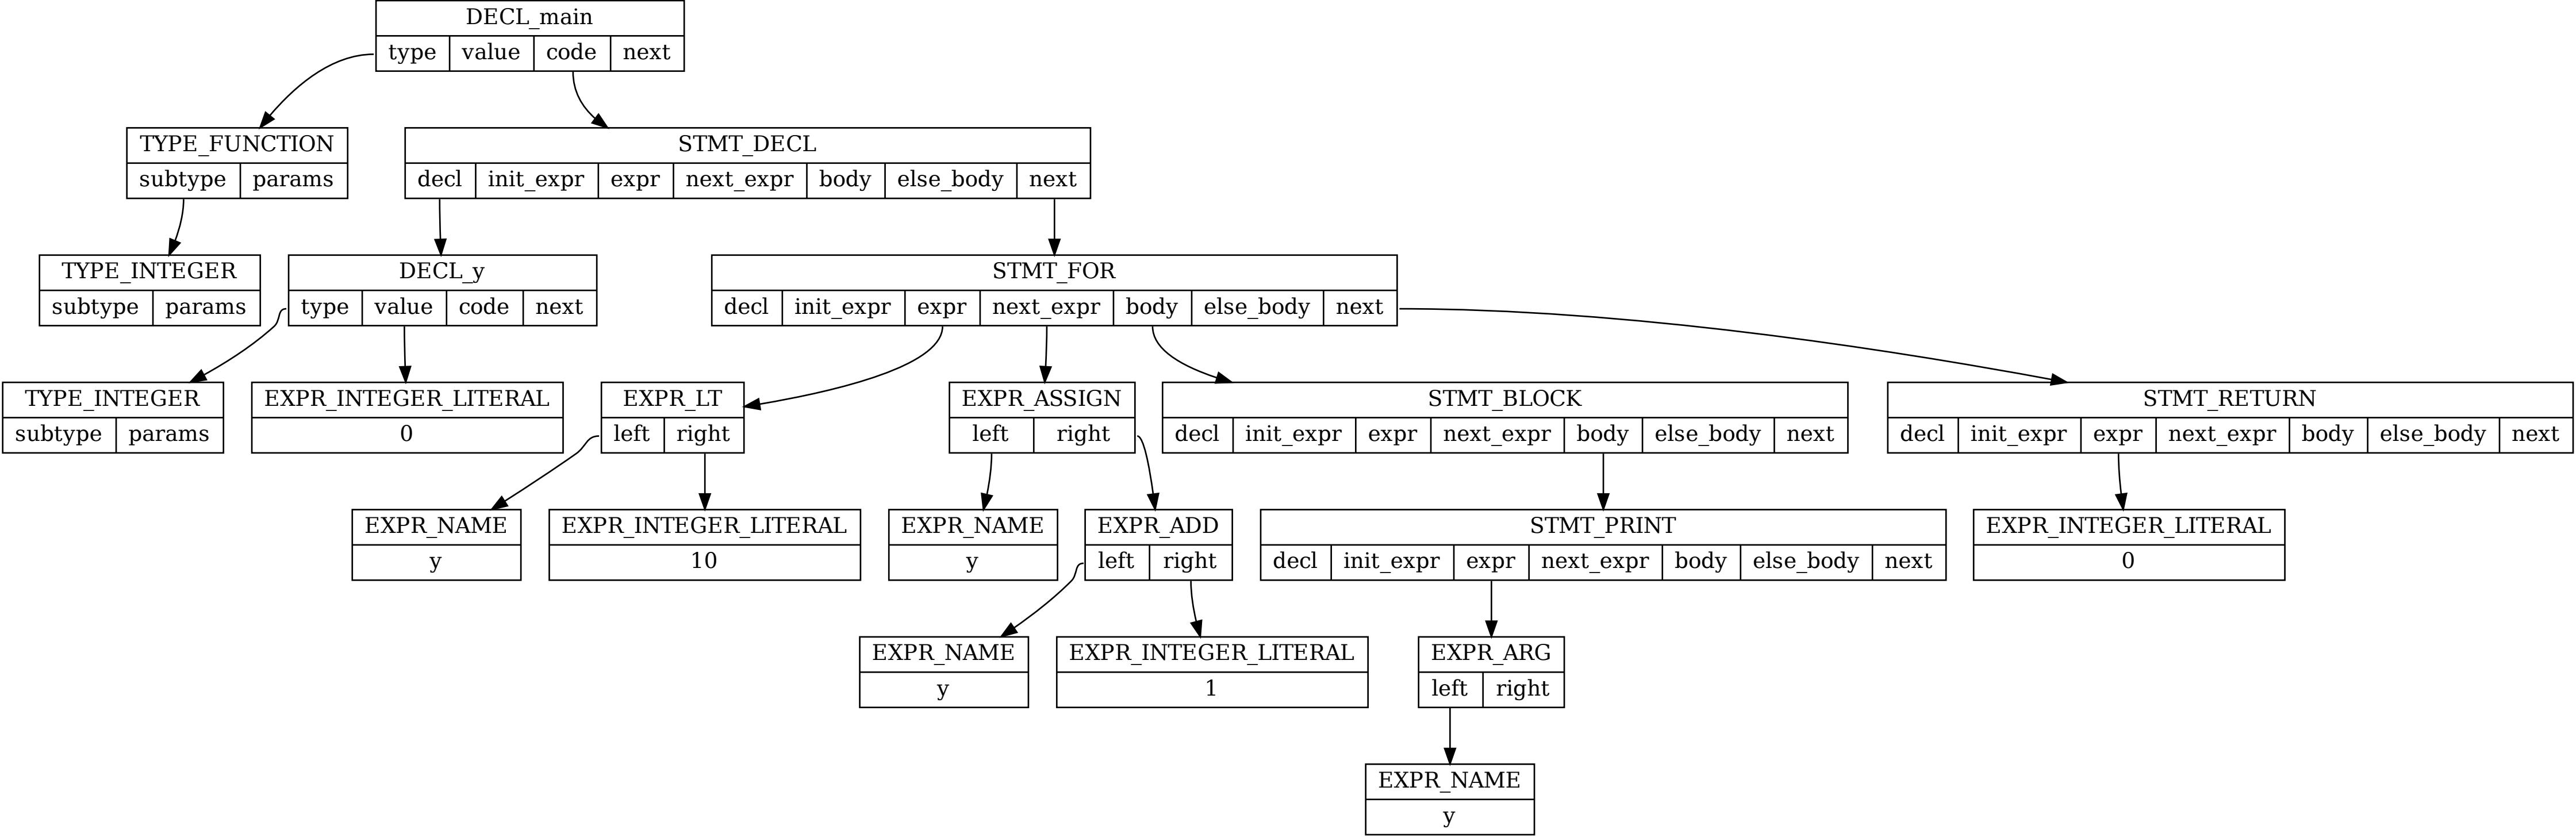 DECL_main
type value code next
TYPE_FUNCTION
subtype params
STMT_DECL
decl init_expr expr next_expr body else_body next
TYPE_INTEGER
subtype params
DECL_y
type value code next
STMT_FOR
decl init_expr expr next_expr body else_body next
TYPE_INTEGER
subtype params
EXPR_INTEGER_LITERAL
0
EXPR_LT
left right
EXPR_ASSIGN
left right
STMT_BLOCK
decl init_expr expr next_expr body else_body next
STMT_RETURN
decl init_expr expr next_expr body else_body next
EXPR_NAME
y
EXPR_INTEGER_LITERAL
10
EXPR_NAME
y
EXPR_ADD
left right
STMT_PRINT
decl init_expr expr next_expr body else_body next
EXPR_INTEGER_LITERAL
0
EXPR_NAME
y
EXPR_INTEGER_LITERAL
1
EXPR_ARG
left right
EXPR_NAME
y